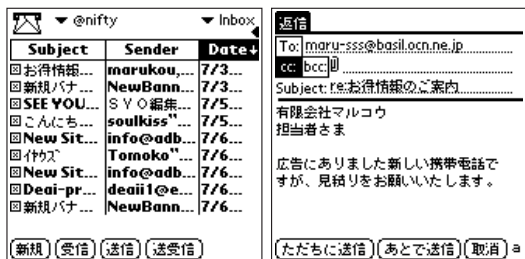 @nifty Inbox
Subject Sender Date
お得情報... marukou,... 7/3...
新規バナ... NewBann... 7/3...
SEE YOU... ＳＹＯ編集... 7/5...
こんにち... soulkiss"... 7/5...
New Sit... info@adb... 7/6...
ｲﾔｳｽﾞ Tomoko"... 7/6...
New Sit... info@adb... 7/6...
Deai-pr... deaii1@e... 7/6...
新規バナ... NewBann... 7/6...
新規 受信 送信 送受信
返信
To: maru-sss@basil.ocn.ne.jp
cc: bcc:
Subject: re:お得情報のご案内
有限会社マルコウ
担当者さま
広告にありました新しい携帯電話で
すが、見積りをお願いいたします。
ただちに送信 あとで送信 取消 a